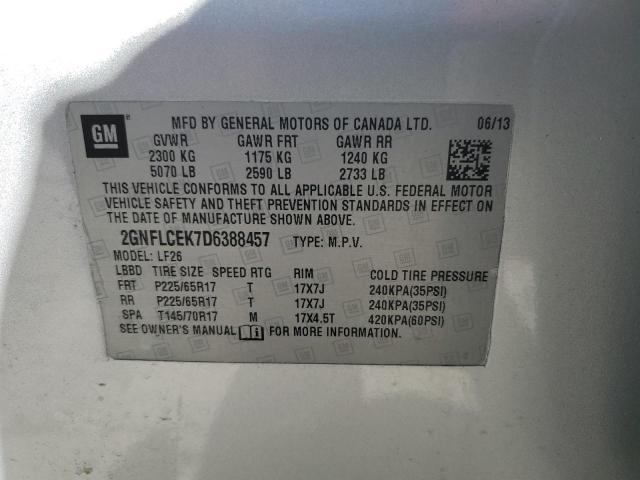 GM
MFD BY GENERAL MOTORS OF CANADA LTD. 06/13
GVWR GAWR FRT GAWR RR
2300 KG 1175 KG 1240 KG
5070 LB 2590 LB 2733 LB
THIS VEHICLE CONFORMS TO ALL APPLICABLE U.S. FEDERAL MOTOR
VEHICLE SAFETY AND THEFT PREVENTION STANDARDS IN EFFECT ON
THE DATE OF MANUFACTURE SHOWN ABOVE.
2GNFLCEK7D6388457 TYPE: M.P.V.
MODEL: LF26
LBBD TIRE SIZE SPEED RTG RIM COLD TIRE PRESSURE
FRT P225/65R17 T 17X7J 240KPA(35PSI)
RR P225/65R17 T 17X7J 240KPA(35PSI)
SPA T145/70R17 M 17X4.5T 420KPA(60PSI)
SEE OWNER'S MANUAL FOR MORE INFORMATION.